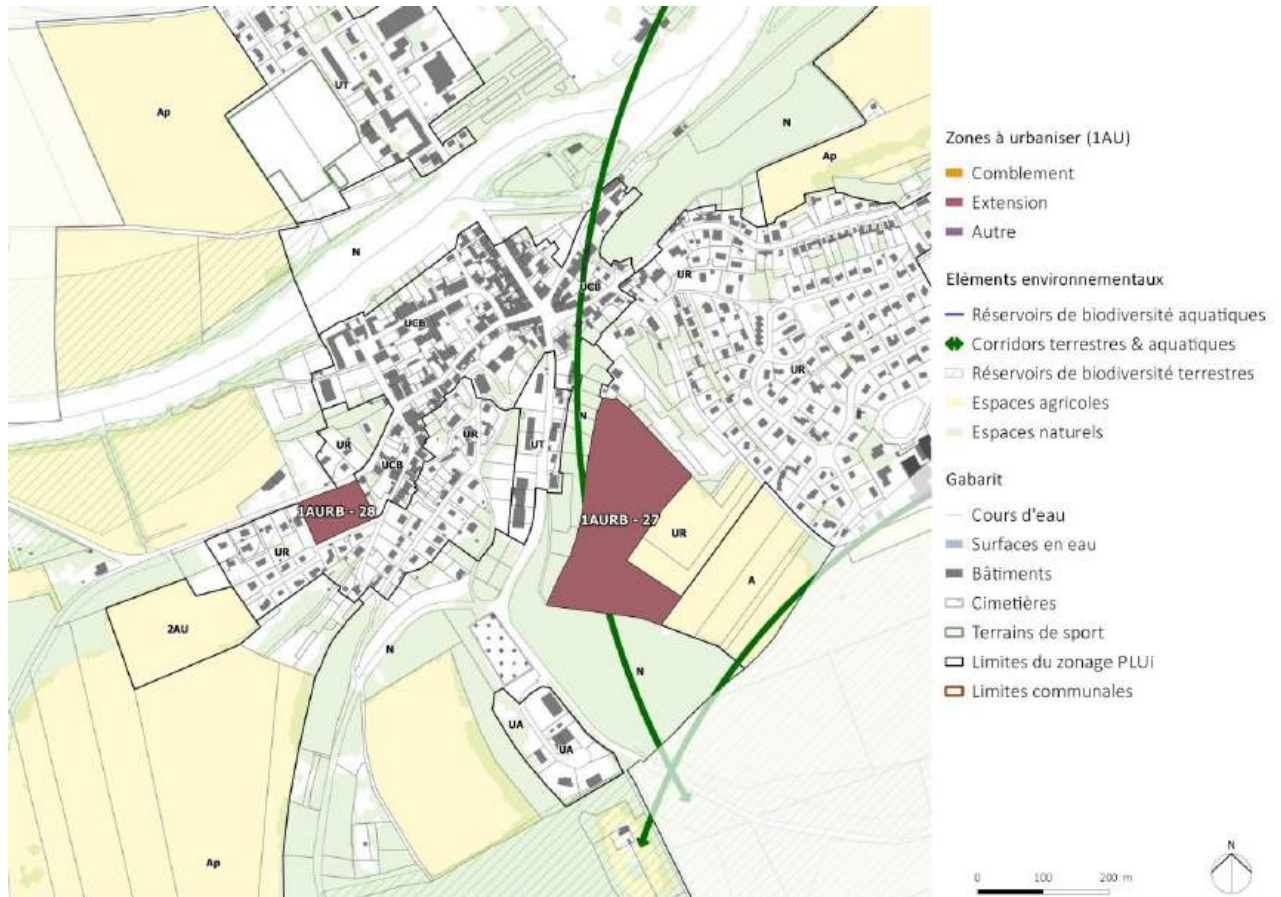 UT
Ap
N
Ap
N
UR
UCB
UCB
UR
UR
N
UR
UCB
UT
1AURB - 28
1AURB - 27
UR
UR
A
2AU
N
N
UA
UA
Ap
Zones à urbaniser (1AU)
Comblement
Extension
Autre
Eléments environnementaux
Réservoirs de biodiversité aquatiques
Corridors terrestres & aquatiques
Réservoirs de biodiversité terrestres
Espaces agricoles
Espaces naturels
Gabarit
Cours d'eau
Surfaces en eau
Bâtiments
Cimetières
Terrains de sport
Limites du zonage PLUi
Limites communales
N
0 100 200 m